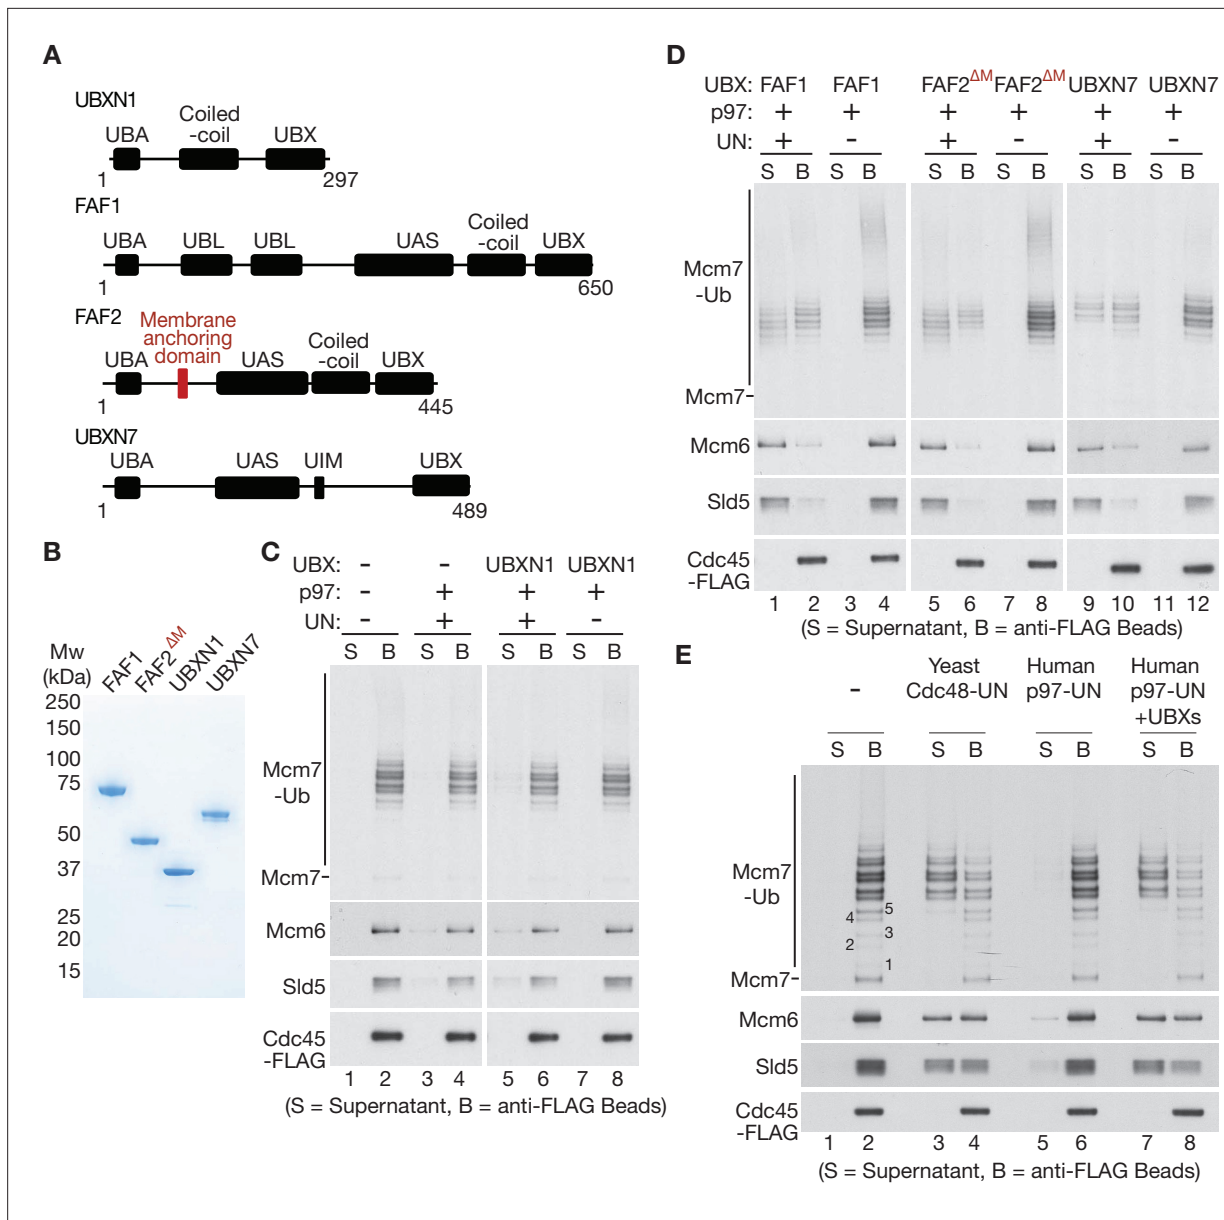 A
UBXN1
Coiled
-coil
UBA
UBX
1
297
FAF1
Coiled
-coil
UBA
UBL
UBL
UAS
UBX
1
650
FAF2
Membrane
anchoring
domain
Coiled
-coil
UBA
UAS
UBX
1
445
UBXN7
UBA
UAS
UIM
UBX
1
489
B
Mw
(kDa)
FAF1
FAF2ΔM
UBXN1
UBXN7
250
150
100
75
50
37
25
20
15
C
UBX: - - UBXN1 UBXN1
p97: - + + +
UN: - + + -
S B S B S B S B
Mcm7
-Ub
Mcm7
Mcm6
Sld5
Cdc45
-FLAG
1 2 3 4 5 6 7 8
(S = Supernatant, B = anti-FLAG Beads)
D
UBX: FAF1 FAF1 FAF2ΔM FAF2ΔM UBXN7 UBXN7
p97: + + + + + +
UN: + - + - + -
S B S B S B S B S B S B
Mcm7
-Ub
Mcm7
Mcm6
Sld5
Cdc45
-FLAG
1 2 3 4 5 6 7 8 9 10 11 12
(S = Supernatant, B = anti-FLAG Beads)
E
- Yeast Human Human
Cdc48-UN p97-UN p97-UN
+UBXs
S B S B S B S B
Mcm7
-Ub
5
4
3
2
1
Mcm7
Mcm6
Sld5
Cdc45
-FLAG
1 2 3 4 5 6 7 8
(S = Supernatant, B = anti-FLAG Beads)